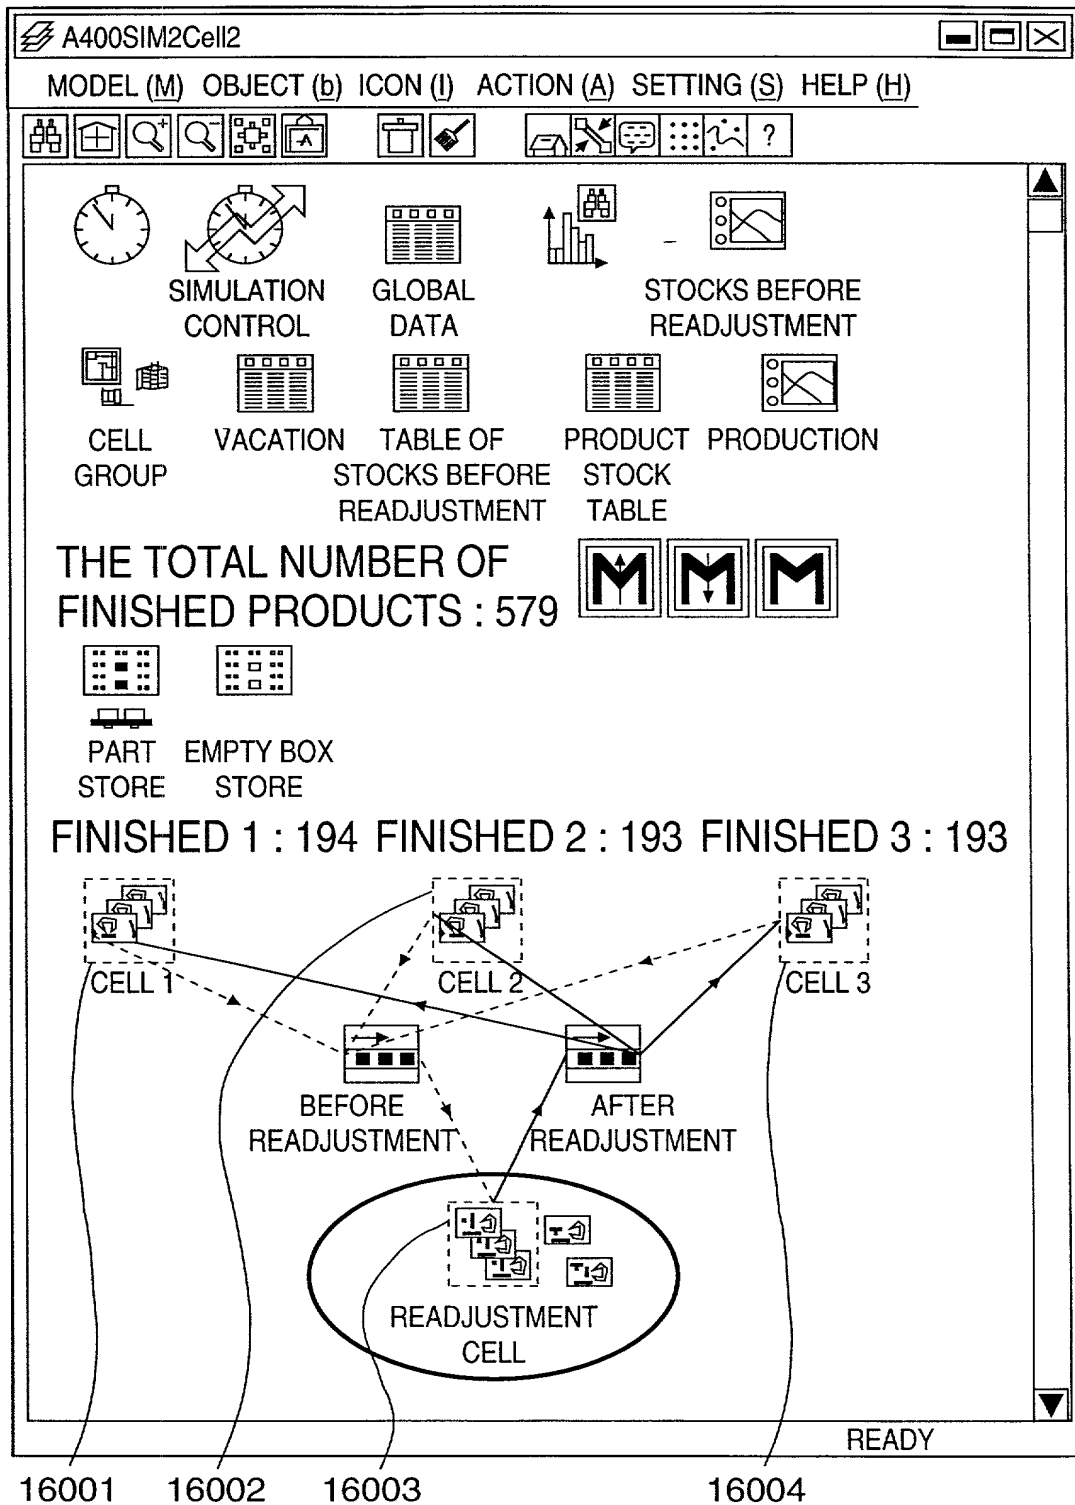 A400SIM2Cell2
MODEL (M) OBJECT (b) ICON (I) ACTION (A) SETTING (S) HELP (H)
A ?
SIMULATION CONTROL
GLOBAL DATA
STOCKS BEFORE READJUSTMENT
CELL GROUP
VACATION
TABLE OF STOCKS BEFORE READJUSTMENT
PRODUCT STOCK TABLE
PRODUCTION
THE TOTAL NUMBER OF
FINISHED PRODUCTS : 579
M M M
PART STORE
EMPTY BOX STORE
FINISHED 1 : 194 FINISHED 2 : 193 FINISHED 3 : 193
CELL 1 CELL 2 CELL 3
BEFORE READJUSTMENT
AFTER READJUSTMENT
READJUSTMENT
CELL
READY
16001 16002 16003 16004